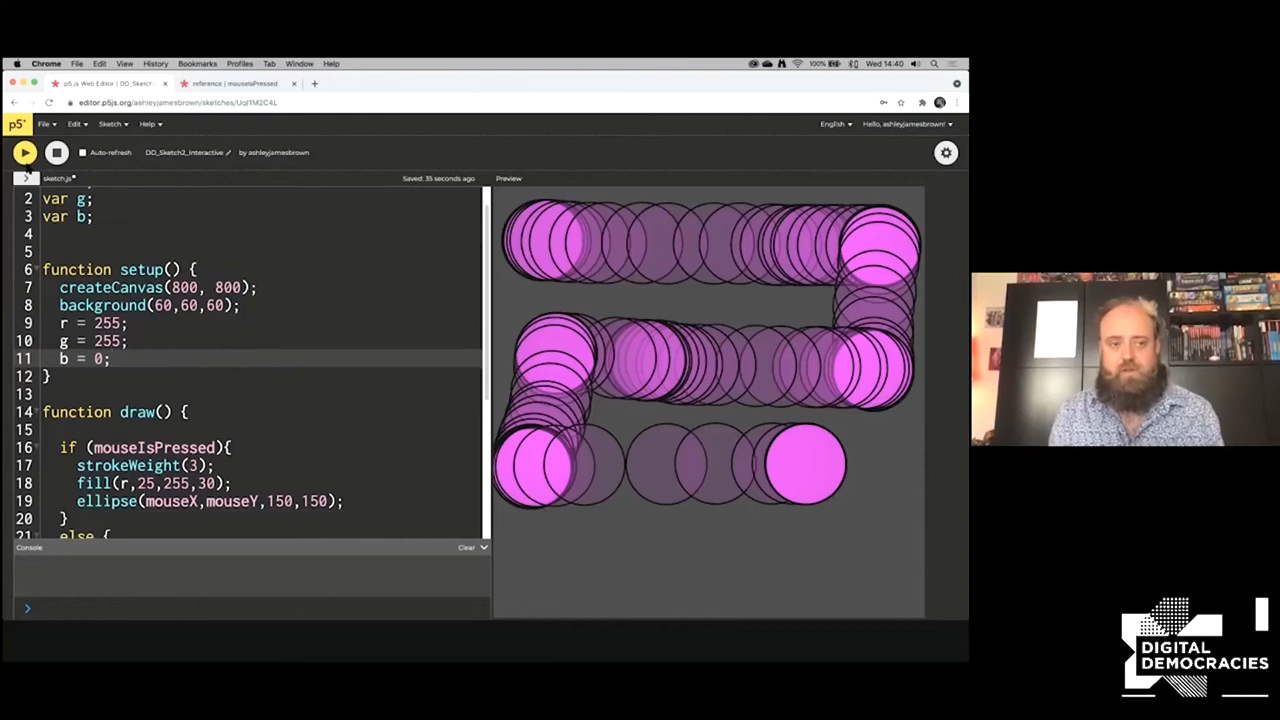 Chrome File Edit View History Bookmarks Profiles Tab Window Help 100% Wed 14:40
p5.js Web Editor | DD_Sketch reference | mouseIsPressed
editor.p5js.org/ashleyjamesbrown/sketches/UqI1M2C4L
p5* File Edit Sketch Help English Hello, ashleyjamesbrown!
Auto-refresh DD_Sketch2_Interactive by ashleyjamesbrown
sketch.js Saved: 35 seconds ago Preview
2 var g;
3 var b;
4
5
6 function setup() {
7 createCanvas(800, 800);
8 background(60,60,60);
9 r = 255;
10 g = 255;
11 b = 0;
12 }
13
14 function draw() {
15
16 if (mouseIsPressed){
17 strokeWeight(3);
18 fill(r,25,255,30);
19 ellipse(mouseX,mouseY,150,150);
20 }
21 else {
Console Clear
>
DIGITAL
DEMOCRACIES